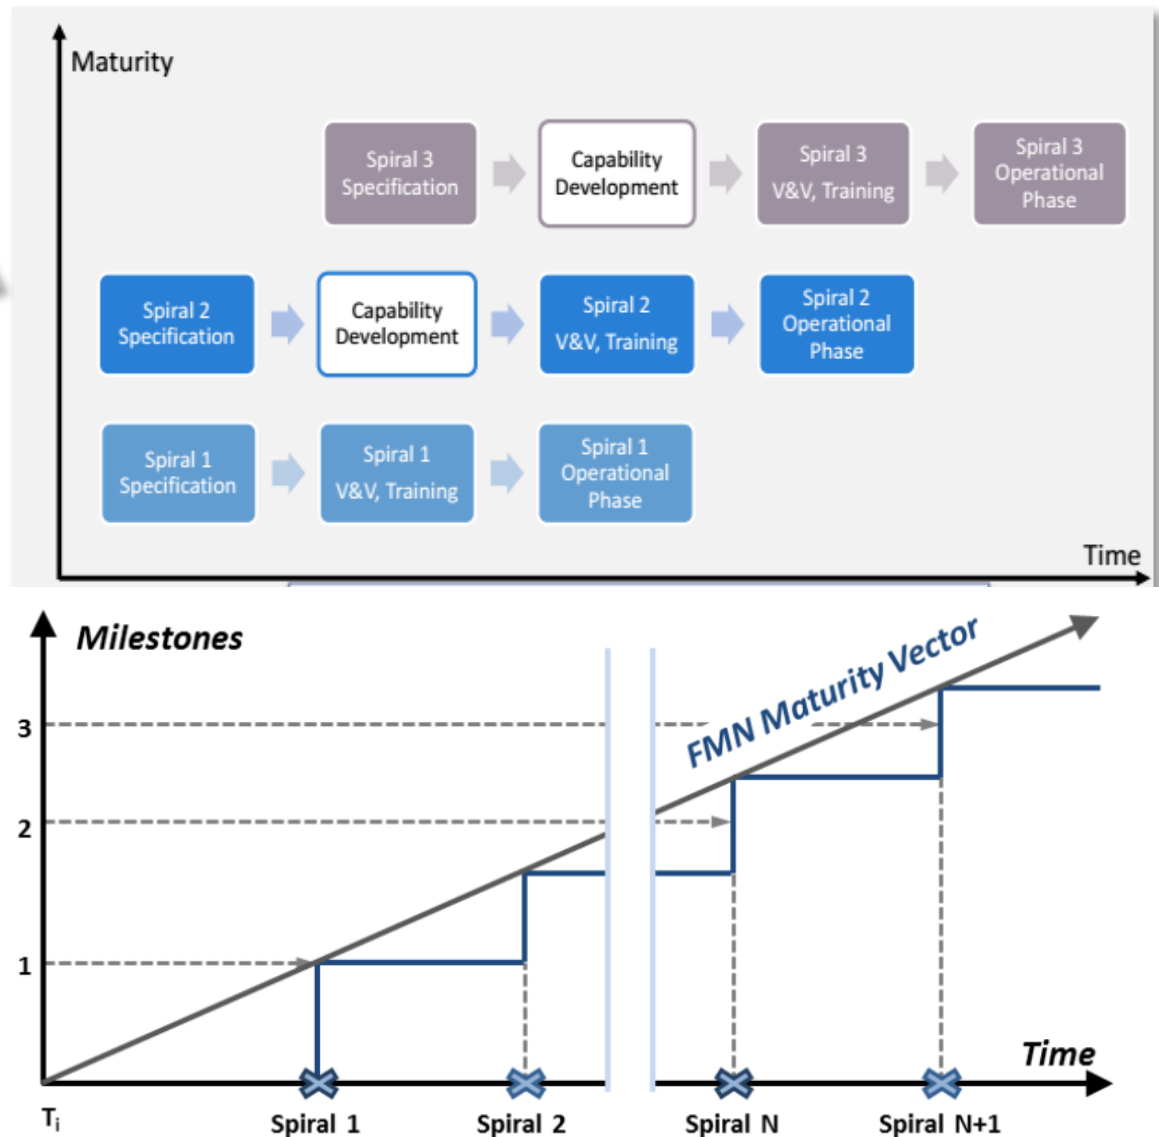 Maturity
Spiral 3
Specification
Capability
Development
Spiral 3
V&V, Training
Spiral 3
Operational
Phase
Spiral 2
Specification
Capability
Development
Spiral 2
V&V, Training
Spiral 2
Operational
Phase
Spiral 1
Specification
Spiral 1
V&V, Training
Spiral 1
Operational
Phase
Time
Milestones
FMN Maturity Vector
3
2
1
Time
Ti
Spiral 1
Spiral 2
Spiral N
Spiral N+1